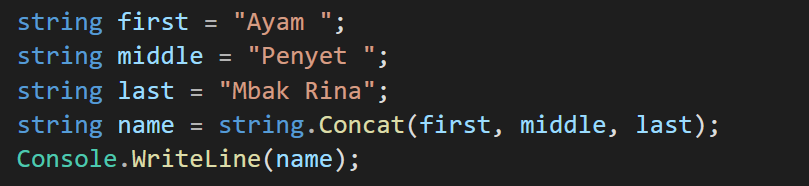 string first = "Ayam ";
string middle = "Penyet ";
string last = "Mbak Rina";
string name = string.Concat(first, middle, last);
Console.WriteLine(name);